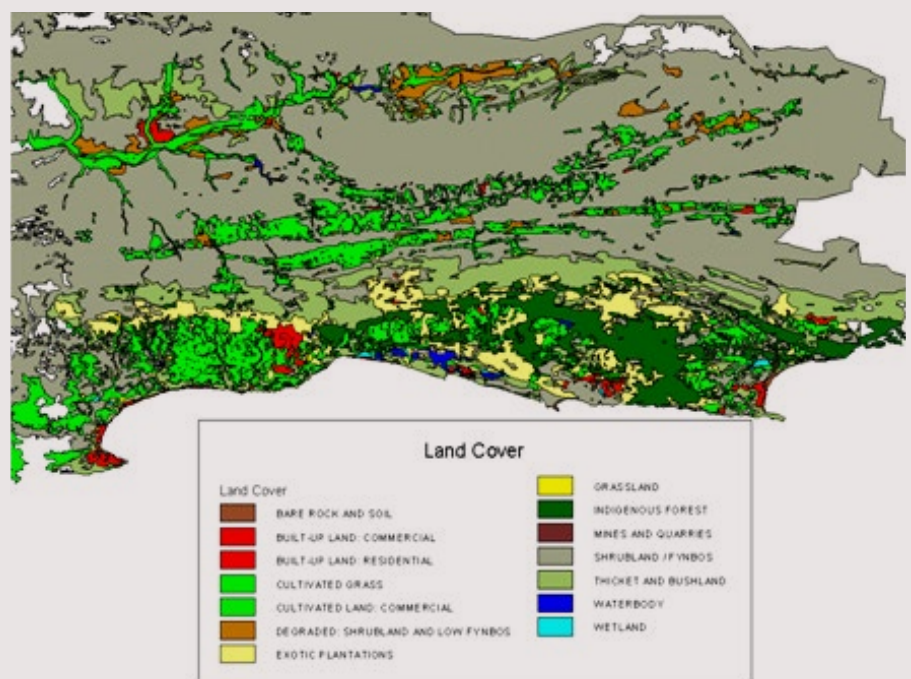 Land Cover
Land Cover
BARE ROCK AND SOIL
BUILT-UP LAND: COMMERCIAL
BUILT-UP LAND: RESIDENTIAL
CULTIVATED GRASS
CULTIVATED LAND: COMMERCIAL
DEGRADED: SHRUBLAND AND LOW FYNBOS
EXOTIC PLANTATIONS
GRASSLAND
INDIGENOUS FOREST
MINES AND QUARRIES
SHRUBLAND / FYNBOS
THICKET AND BUSHLAND
WATERBODY
WETLAND